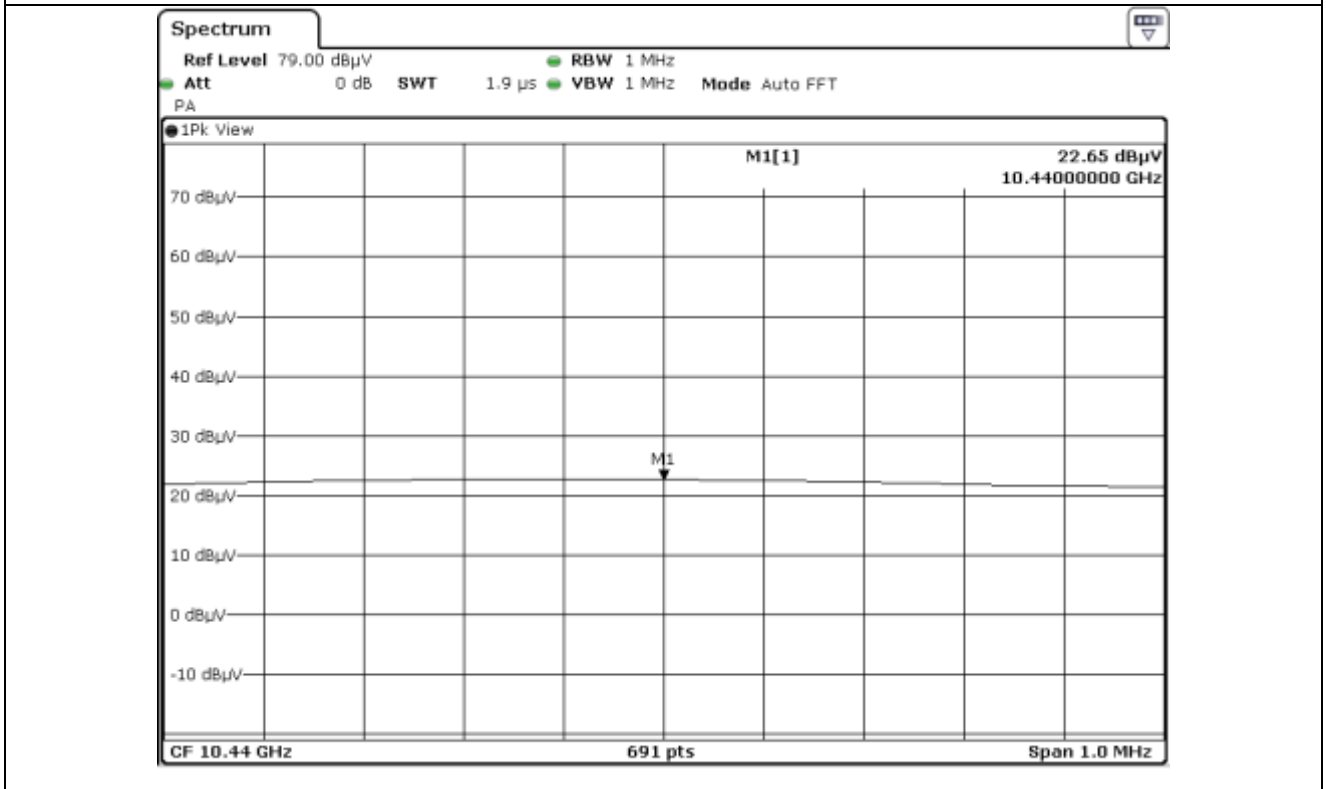 Spectrum
Ref Level 79.00 dBµV RBW 1 MHz
Att 0 dB SWT 1.9 µs VBW 1 MHz Mode Auto FFT
PA
1Pk View
M1[1] 22.65 dBµV
10.44000000 GHz
70 dBµV
60 dBµV
50 dBµV
40 dBµV
30 dBµV
M1
20 dBµV
10 dBµV
0 dBµV
-10 dBµV
CF 10.44 GHz 691 pts Span 1.0 MHz